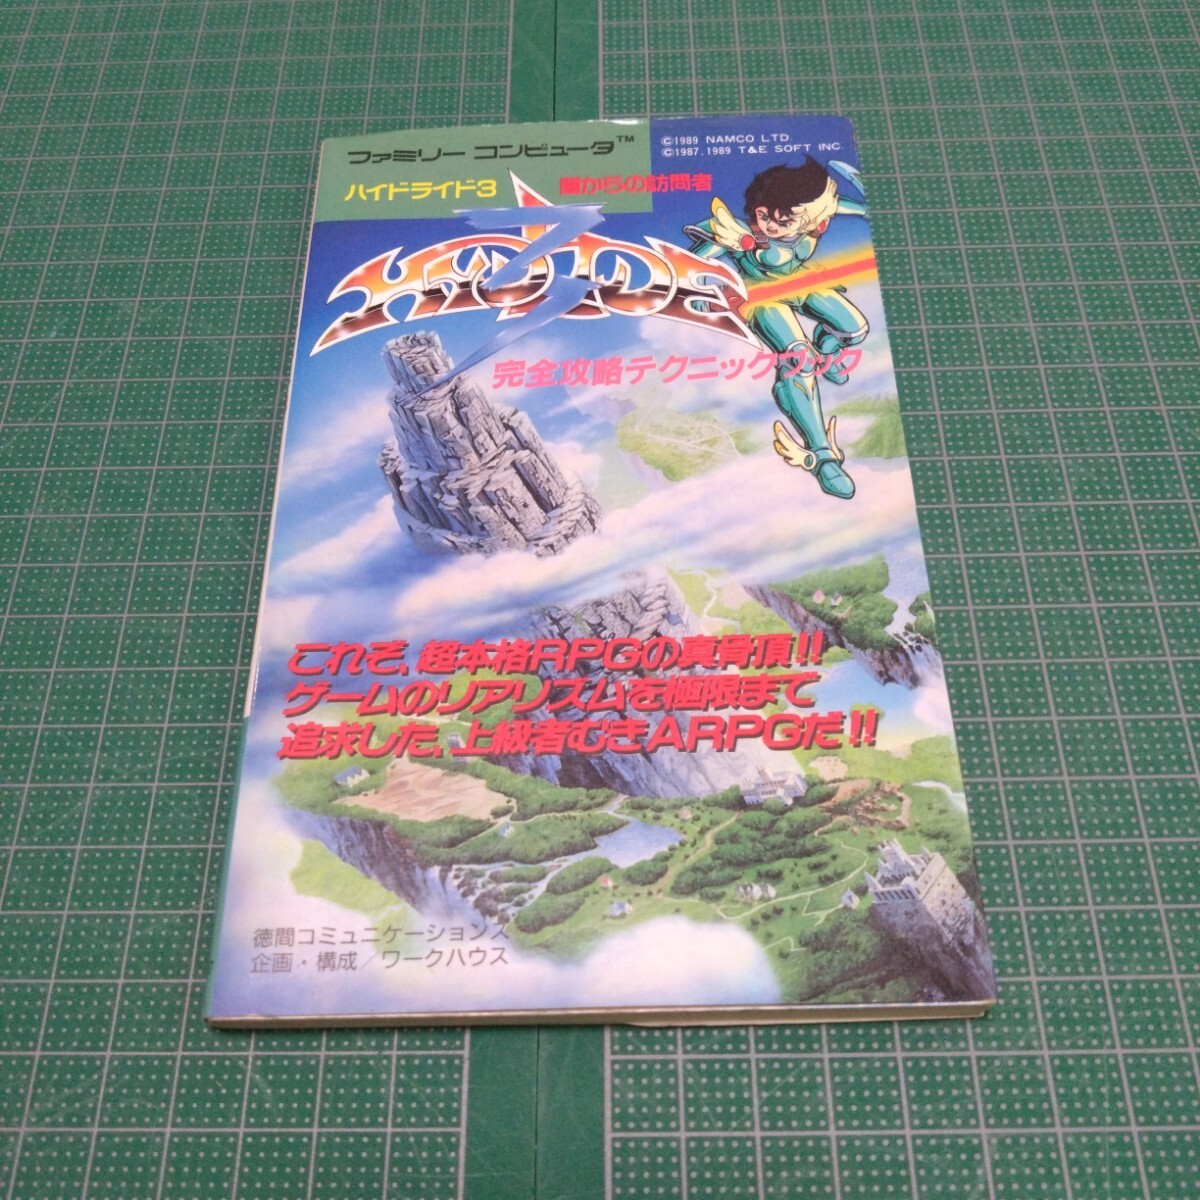 ファミリー コンピュータ™
©1989 NAMCO LTD.
©1987, 1989 T&E SOFT INC.
ハイドライド3 闇からの訪問者
HYDLIDE 3
完全攻略テクニックブック
これぞ,超本格RPGの真骨頂!!
ゲームのリアリズムを極限まで
追求した,上級者むきARPGだ!!
徳間コミュニケーションズ
企画・構成/ワークハウス